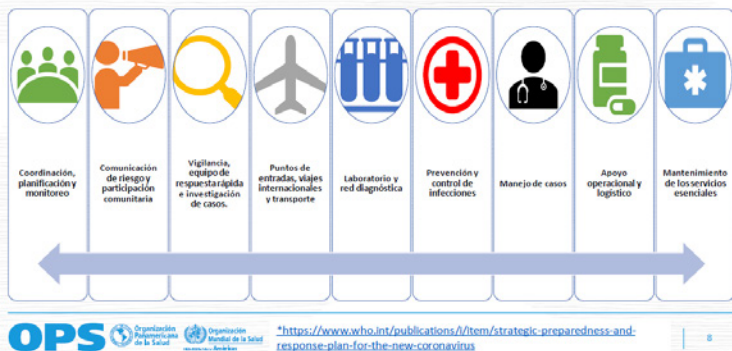 Coordinación,
planificación y
monitoreo
Comunicación
de riesgo y
participación
comunitaria
Vigilancia,
equipo de
respuesta rápida
e investigación
de casos.
Puntos de
entradas, viajes
internacionales
y transporte
Laboratorio y
red diagnóstica
Prevención y
control de
infecciones
Manejo de casos
Apoyo
operacional y
logístico
Mantenimiento
de los servicios
esenciales
OPS
Organización
Panamericana
de la Salud
Organización
Mundial de la Salud
Américas
*https://www.who.int/publications/i/item/strategic-preparedness-and-
response-plan-for-the-new-coronavirus
8